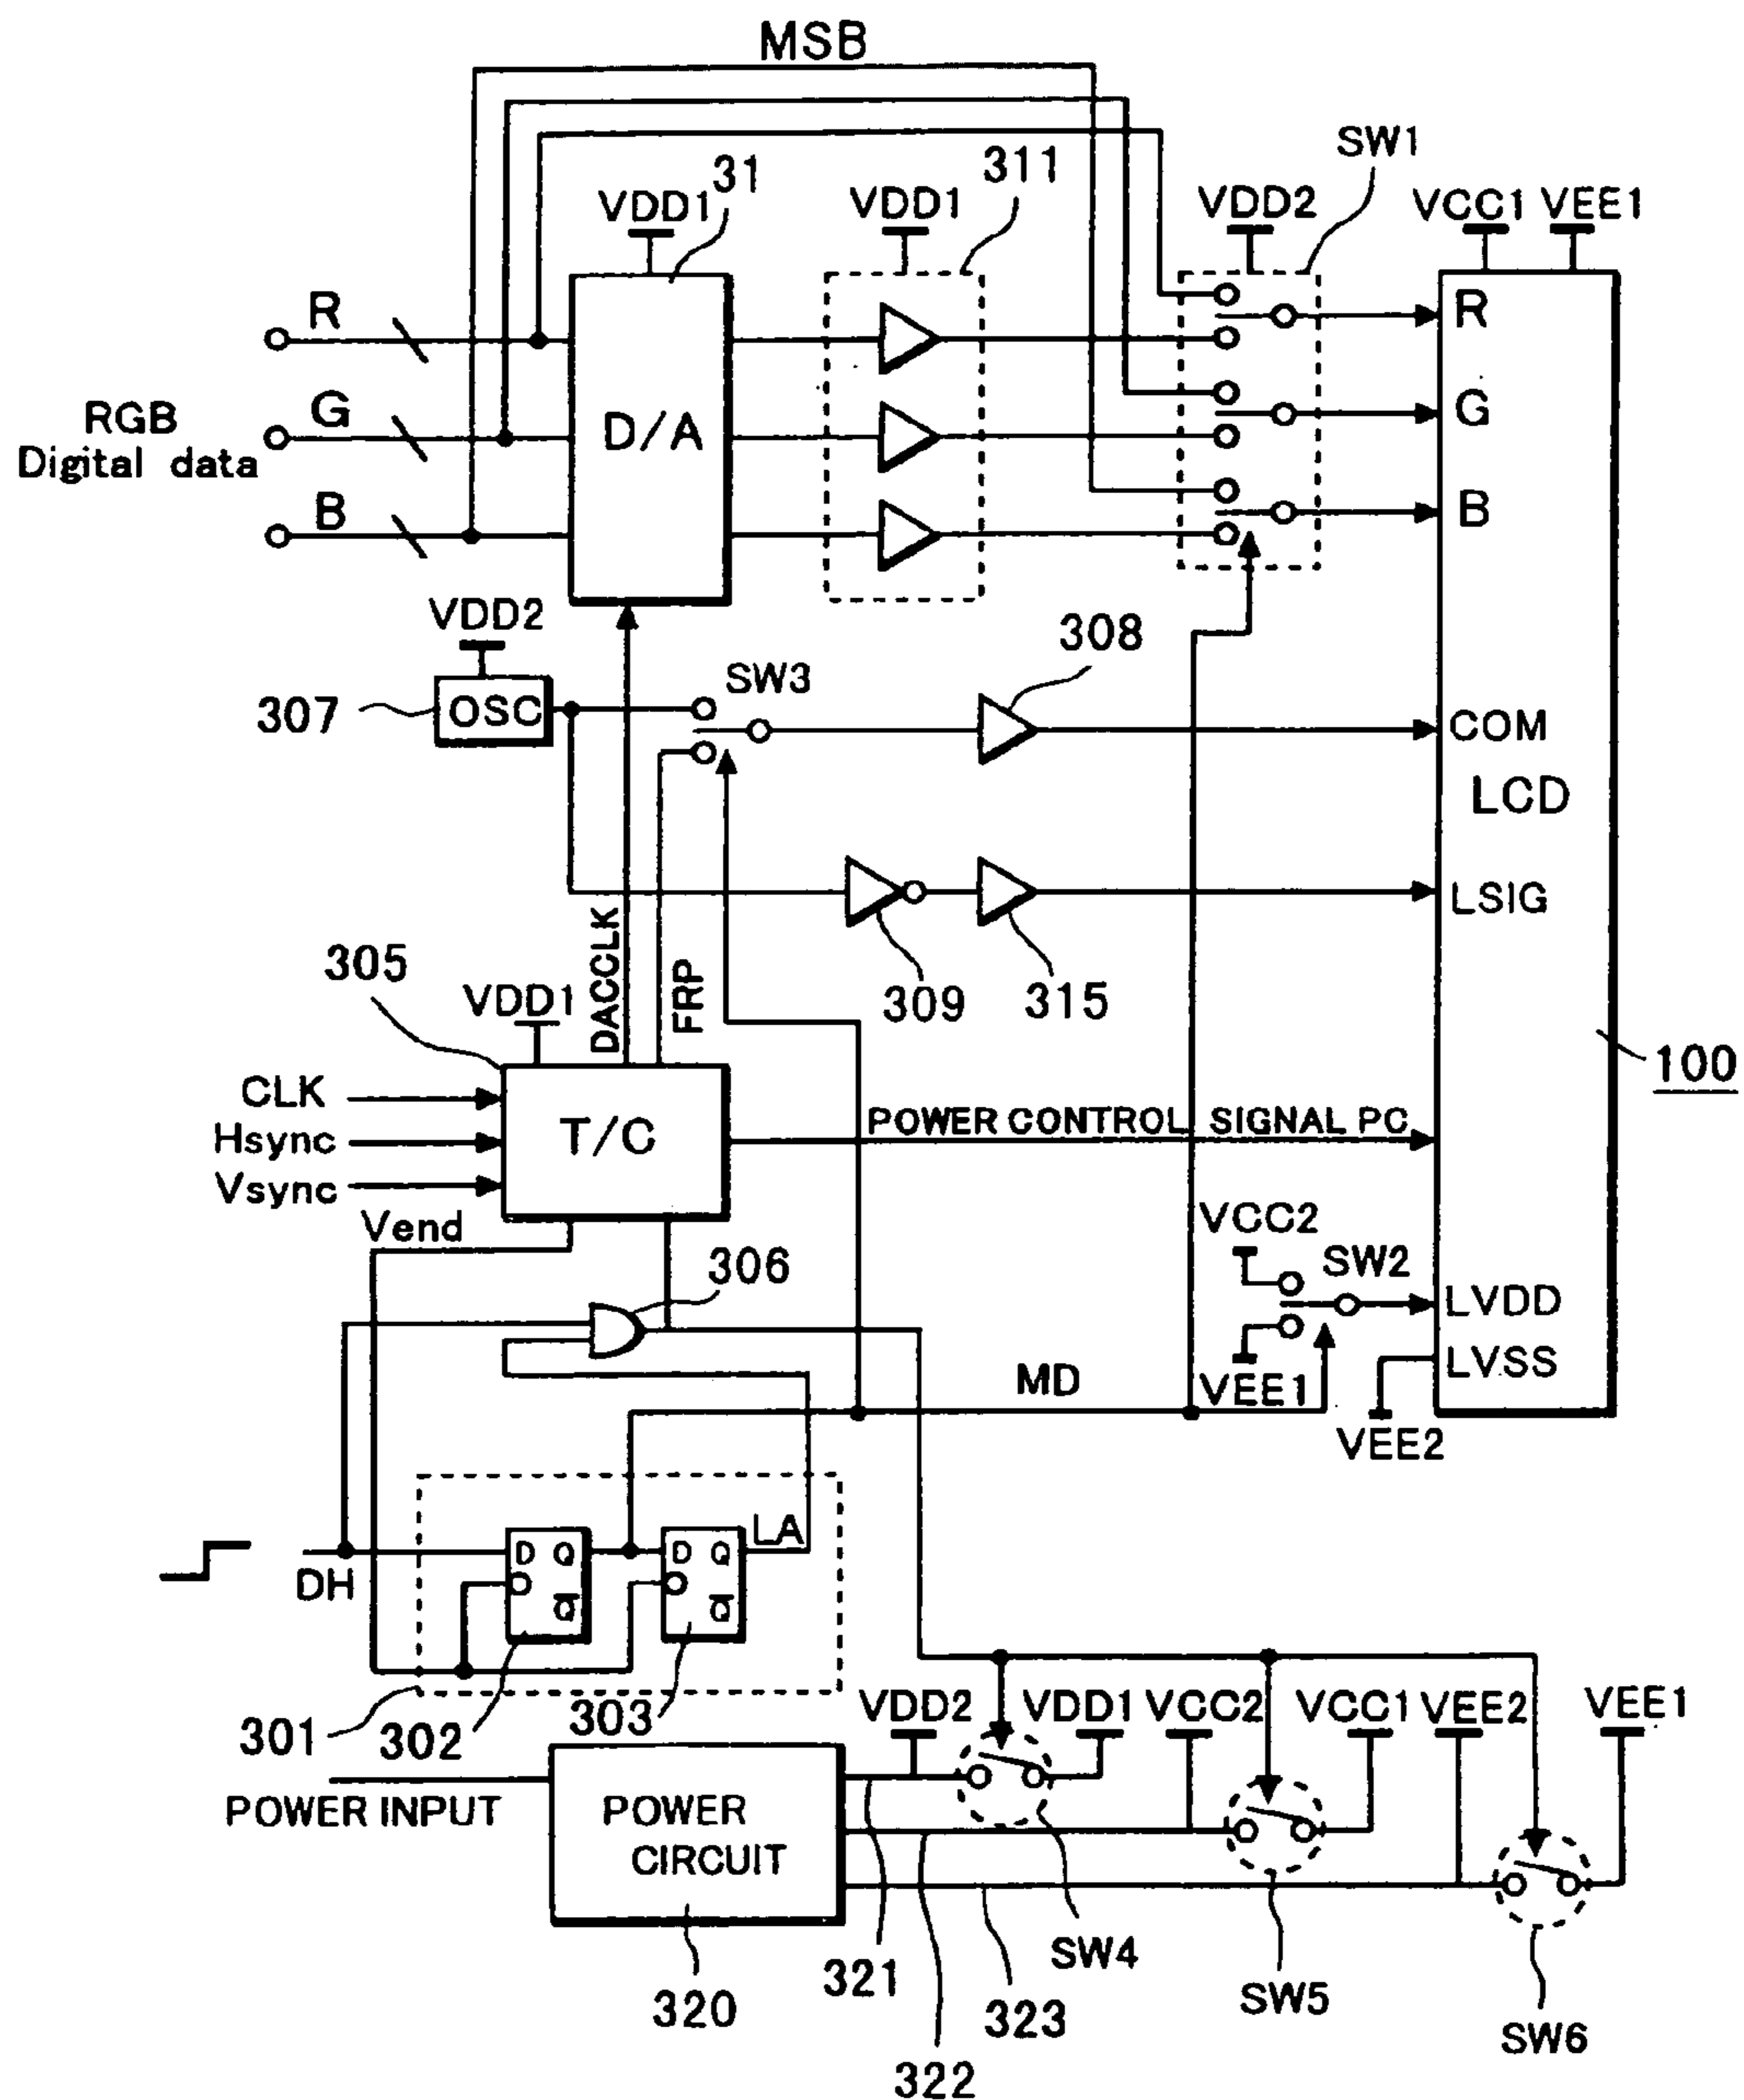 MSB
SW1
31
311
VDD1
VDD1
VDD2
VCC1
VEE1
R
R
G
D/A
G
RGB
Digital data
B
B
VDD2
308
SW3
307
OSC
COM
LCD
LSIG
305
309
315
VDD1
DACCLK
FRP
100
CLK
Hsync
Vsync
T/C
POWER CONTROL SIGNAL PC
Vend
VCC2
306
SW2
LVDD
VEE1
LVSS
MD
VEE2
LA
DH
D Q
Q
D Q
Q
301
302
303
VDD2
VDD1
VCC2
VCC1
VEE2
VEE1
POWER INPUT
POWER
CIRCUIT
320
321
322
323
SW4
SW5
SW6